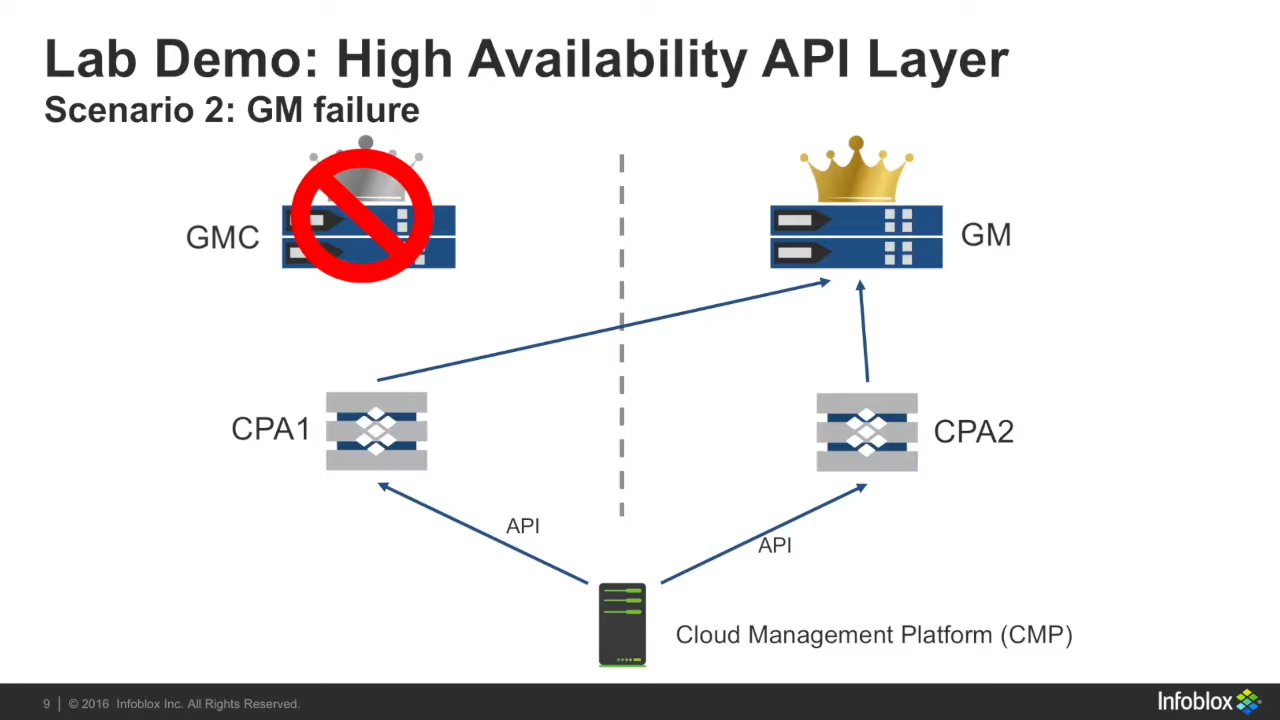 Lab Demo: High Availability API Layer
Scenario 2: GM failure
GMC
GM
CPA1
CPA2
API
API
Cloud Management Platform (CMP)
9 | © 2016 Infoblox Inc. All Rights Reserved.
Infoblox